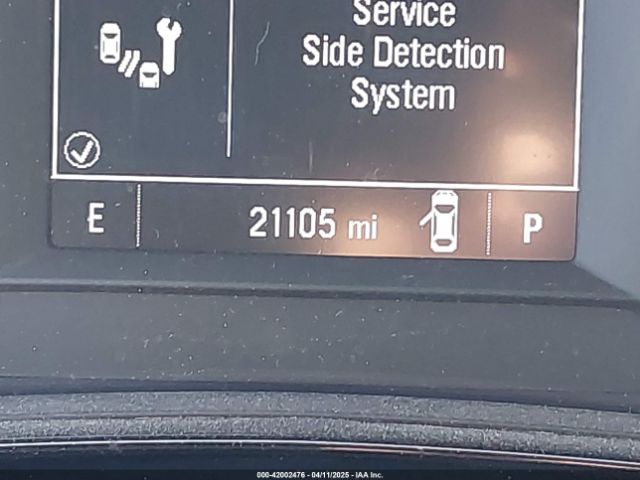 Service
Side Detection
System
E 21105 mi P
000-42002476 - 04/11/2025 - IAA Inc.